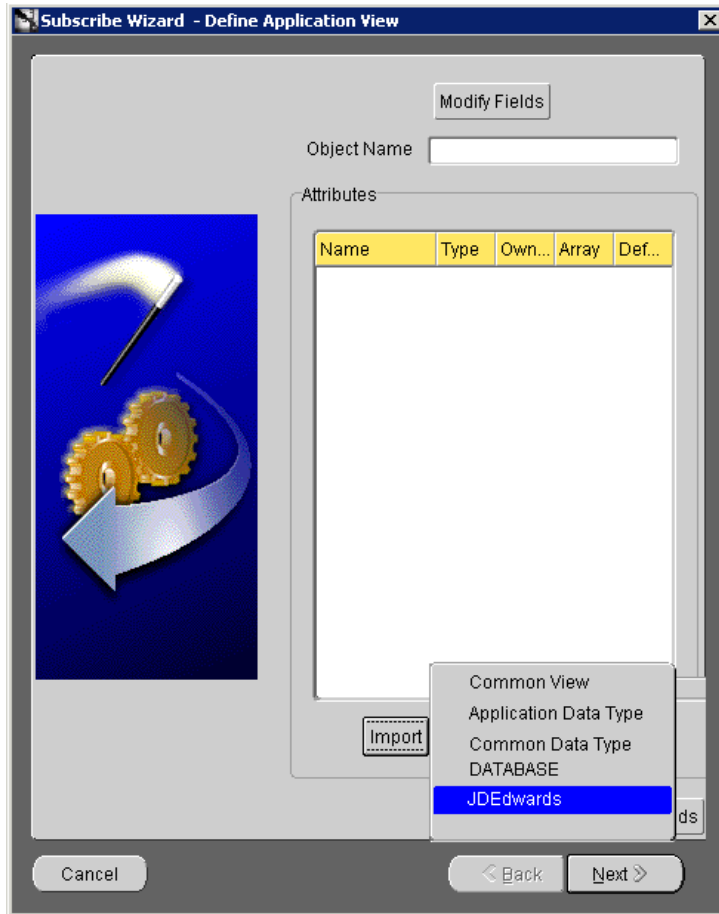 Subscribe Wizard - Define Application View
Modify Fields
Object Name
Attributes
Name Type Own... Array Def...
Common View
Application Data Type
Import
Common Data Type
DATABASE
JDEdwards
ds
Cancel
Back
Next